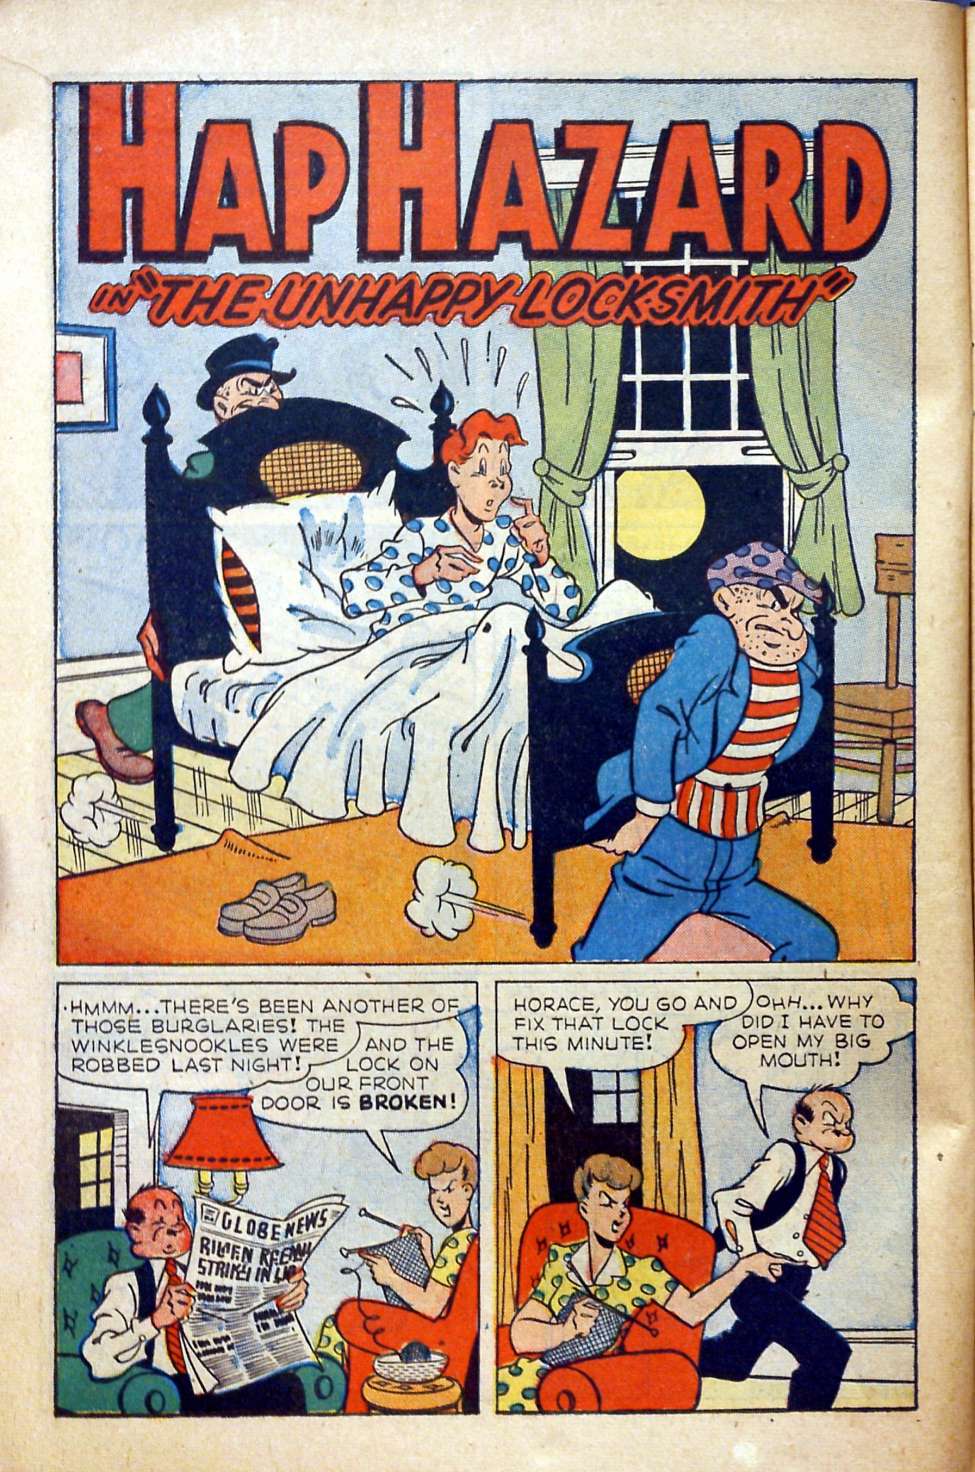 HAP HAZARD
IN "THE UNHAPPY LOCKSMITH"
HMMM...THERE'S BEEN ANOTHER OF
THOSE BURGLARIES! THE
WINKLESNOOKLES WERE
ROBBED LAST NIGHT!
AND THE
LOCK ON
OUR FRONT
DOOR IS BROKEN!
GLOBE NEWS
HORACE, YOU GO AND
FIX THAT LOCK
THIS MINUTE!
OHH... WHY
DID I HAVE TO
OPEN MY BIG
MOUTH!